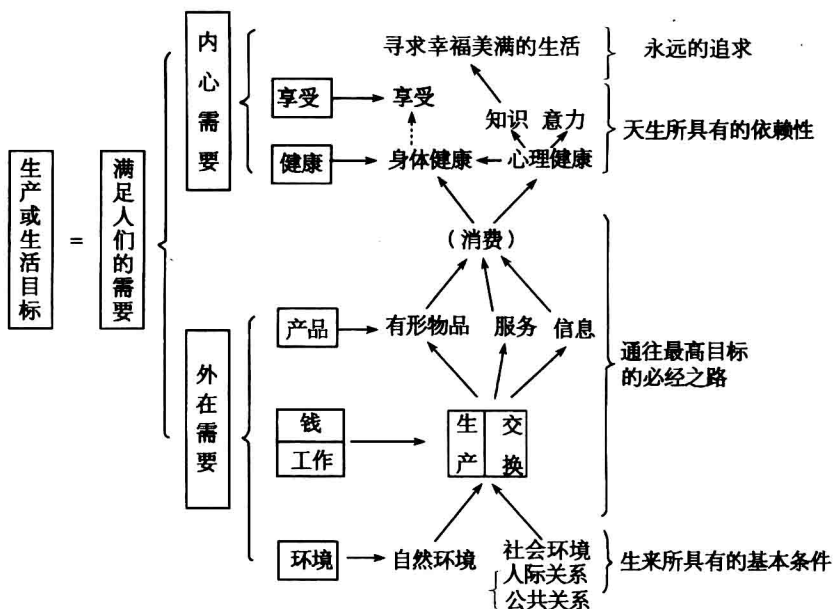 生产或生活目标
=
满足人们的需要
内心需要
寻求幸福美满的生活
永远的追求
享受
享受
知识 意力
天生所具有的依赖性
健康
身体健康
心理健康
(消费)
外在需要
产品
有形物品
服务
信息
通往最高目标
的必经之路
钱
工作
生产
交换
环境
自然环境
社会环境
人际关系
公共关系
生来所具有的基本条件